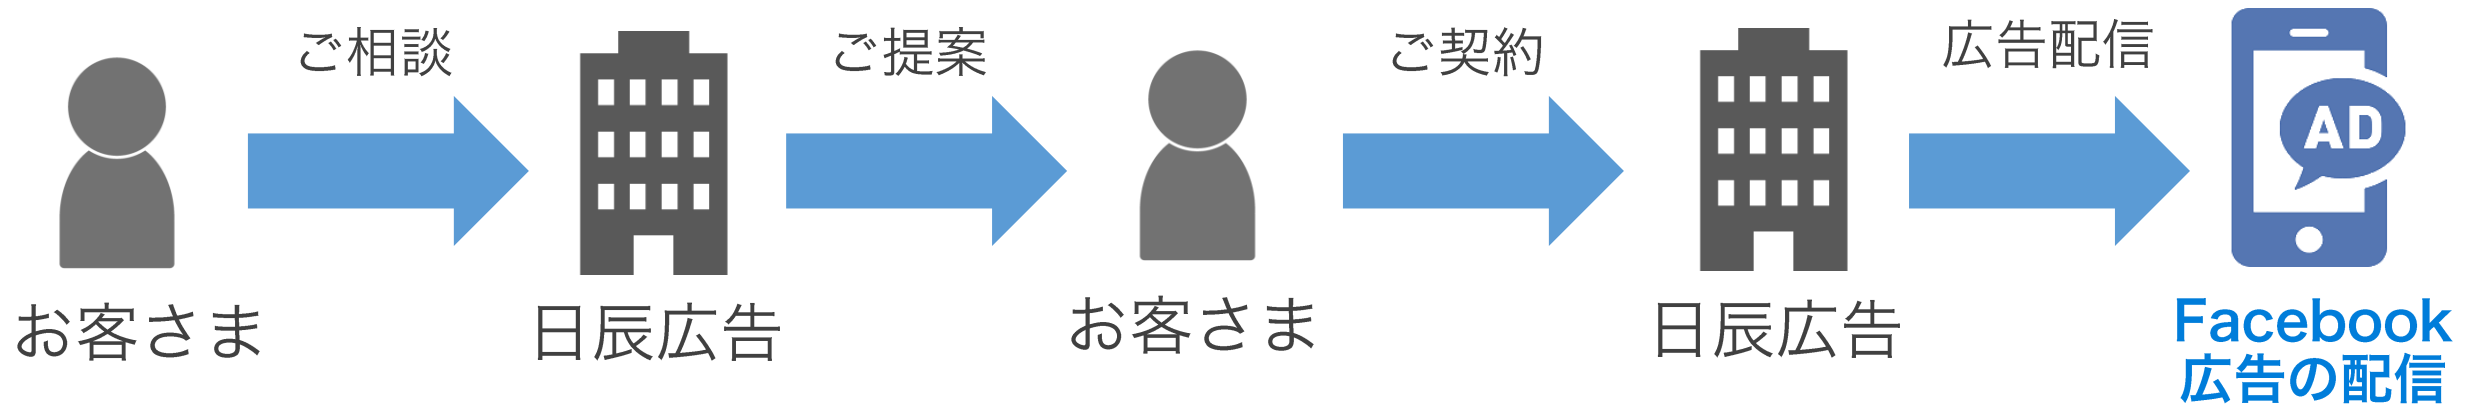 ご相談
ご提案
ご契約
広告配信
AD
お客さま
日辰広告
お客さま
日辰広告
Facebook
広告の配信